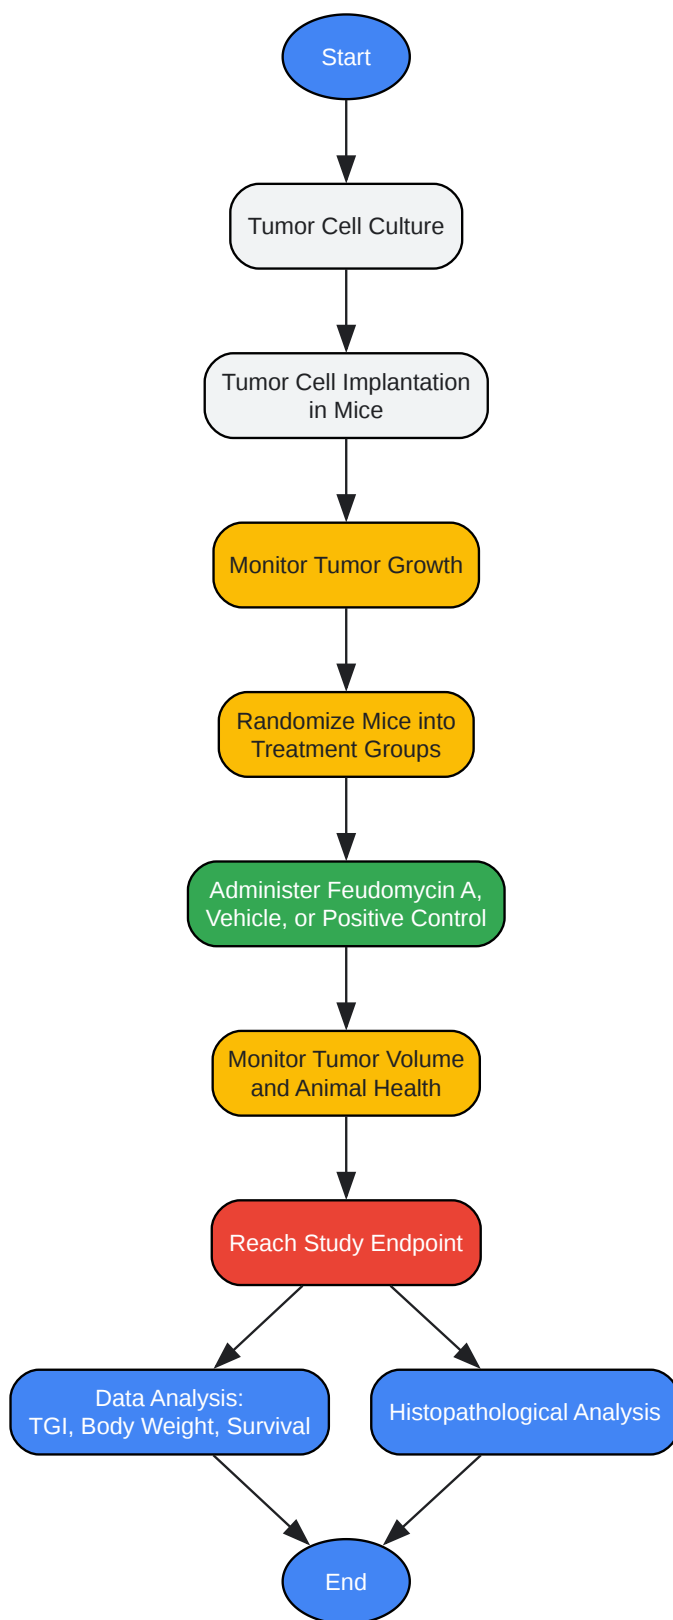 Start
Tumor Cell Culture
Tumor Cell Implantation
in Mice
Monitor Tumor Growth
Randomize Mice into
Treatment Groups
Administer Feudomycin A,
Vehicle, or Positive Control
Monitor Tumor Volume
and Animal Health
Reach Study Endpoint
Data Analysis:
TGI, Body Weight, Survival
Histopathological Analysis
End